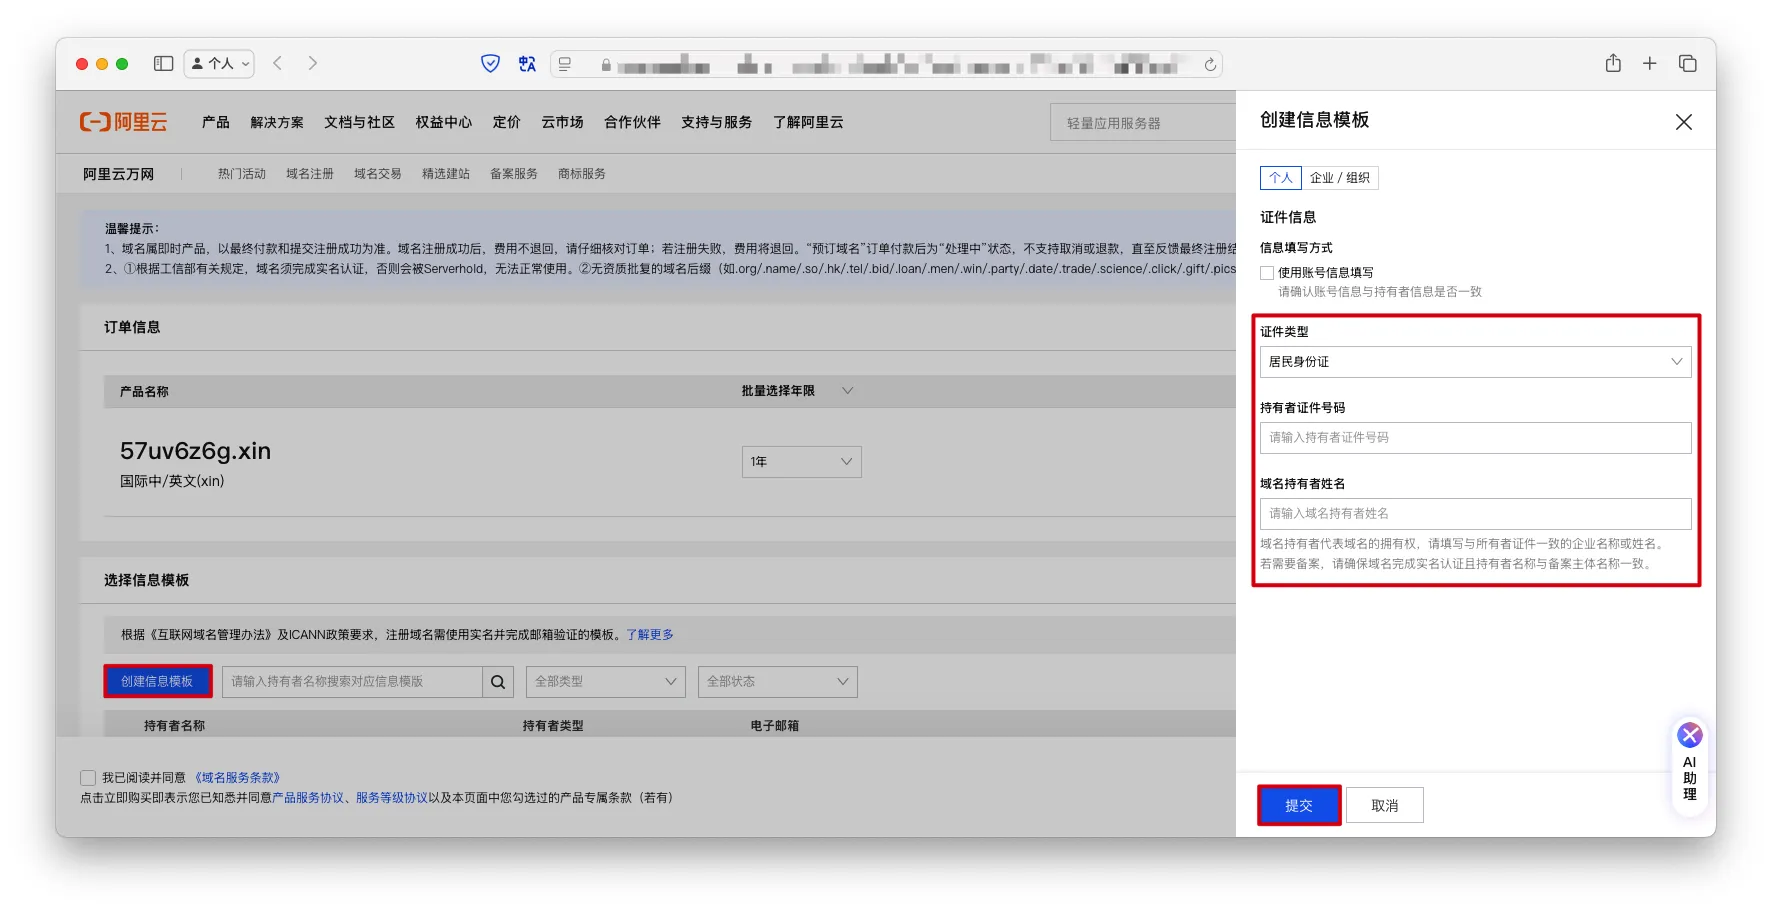 个人
阿里云
产品 解决方案 文档与社区 权益中心 定价 云市场 合作伙伴 支持与服务 了解阿里云
轻量应用服务器
阿里云万网 热门活动 域名注册 域名交易 精选建站 备案服务 商标服务
温馨提示：
1、域名属即时产品，以最终付款和提交注册成功为准。域名注册成功后，费用不退回，请仔细核对订单；若注册失败，费用将退回。“预订域名”订单付款后为“处理中”状态，不支持取消或退款，直至反馈最终注册结
2、①根据工信部有关规定，域名须完成实名认证，否则会被Serverhold，无法正常使用。②无资质批复的域名后缀（如.org/.name/.so/.hk/.tel/.bid/.loan/.men/.win/.party/.date/.trade/.science/.click/.gift/.pics
订单信息
产品名称 批量选择年限
57uv6z6g.xin
国际中/英文(xin)
1年
选择信息模板
根据《互联网域名管理办法》及ICANN政策要求，注册域名需使用实名并完成邮箱验证的模板。了解更多
创建信息模板 请输入持有者名称搜索对应信息模版 全部类型 全部状态
持有者名称 持有者类型 电子邮箱
我已阅读并同意 《域名服务条款》
点击立即购买即表示您已知悉并同意产品服务协议、服务等级协议以及本页面中您勾选过的产品专属条款（若有）
创建信息模板
个人 企业 / 组织
证件信息
信息填写方式
使用账号信息填写
请确认账号信息与持有者信息是否一致
证件类型
居民身份证
持有者证件号码
请输入持有者证件号码
域名持有者姓名
请输入域名持有者姓名
域名持有者代表域名的拥有权，请填写与所有者证件一致的企业名称或姓名。
若需要备案，请确保域名完成实名认证且持有者名称与备案主体名称一致。
提交 取消
AI
助
理